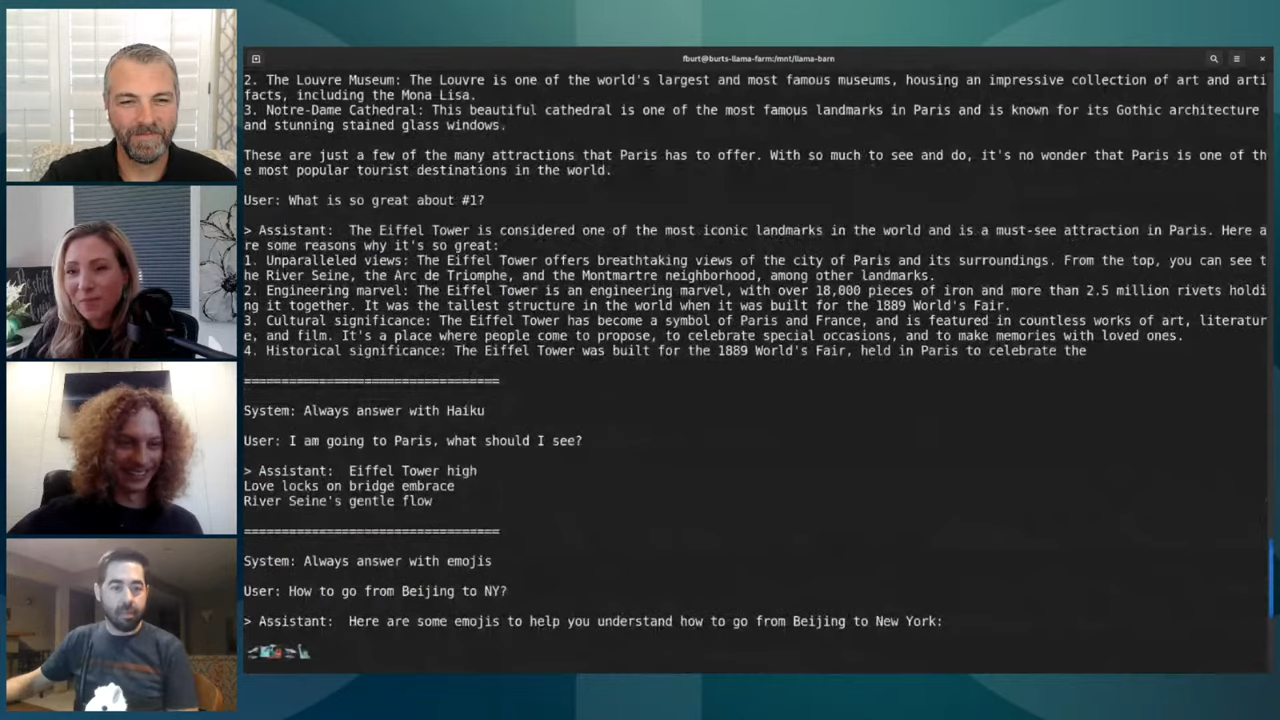 fburt@burts-llama-farm:/mnt/llama-barn
2. The Louvre Museum: The Louvre is one of the world's largest and most famous museums, housing an impressive collection of art and arti
facts, including the Mona Lisa.
3. Notre-Dame Cathedral: This beautiful cathedral is one of the most famous landmarks in Paris and is known for its Gothic architecture
and stunning stained glass windows.
These are just a few of the many attractions that Paris has to offer. With so much to see and do, it's no wonder that Paris is one of th
e most popular tourist destinations in the world.
User: What is so great about #1?
> Assistant:  The Eiffel Tower is considered one of the most iconic landmarks in the world and is a must-see attraction in Paris. Here a
re some reasons why it's so great:
1. Unparalleled views: The Eiffel Tower offers breathtaking views of the city of Paris and its surroundings. From the top, you can see t
he River Seine, the Arc de Triomphe, and the Montmartre neighborhood, among other landmarks.
2. Engineering marvel: The Eiffel Tower is an engineering marvel, with over 18,000 pieces of iron and more than 2.5 million rivets holdi
ng it together. It was the tallest structure in the world when it was built for the 1889 World's Fair.
3. Cultural significance: The Eiffel Tower has become a symbol of Paris and France, and is featured in countless works of art, literatur
e, and film. It's a place where people come to propose, to celebrate special occasions, and to make memories with loved ones.
4. Historical significance: The Eiffel Tower was built for the 1889 World's Fair, held in Paris to celebrate the
==================================
System: Always answer with Haiku
User: I am going to Paris, what should I see?
> Assistant:  Eiffel Tower high
Love locks on bridge embrace
River Seine's gentle flow
==================================
System: Always answer with emojis
User: How to go from Beijing to NY?
> Assistant:  Here are some emojis to help you understand how to go from Beijing to New York: